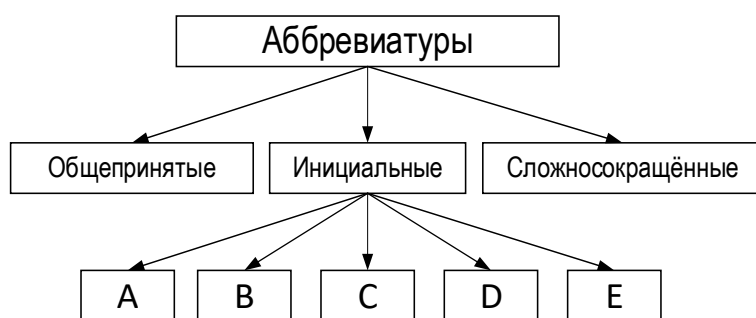 Аббревиатуры
Общепринятые Инициальные Сложносокращённые
A B C D E